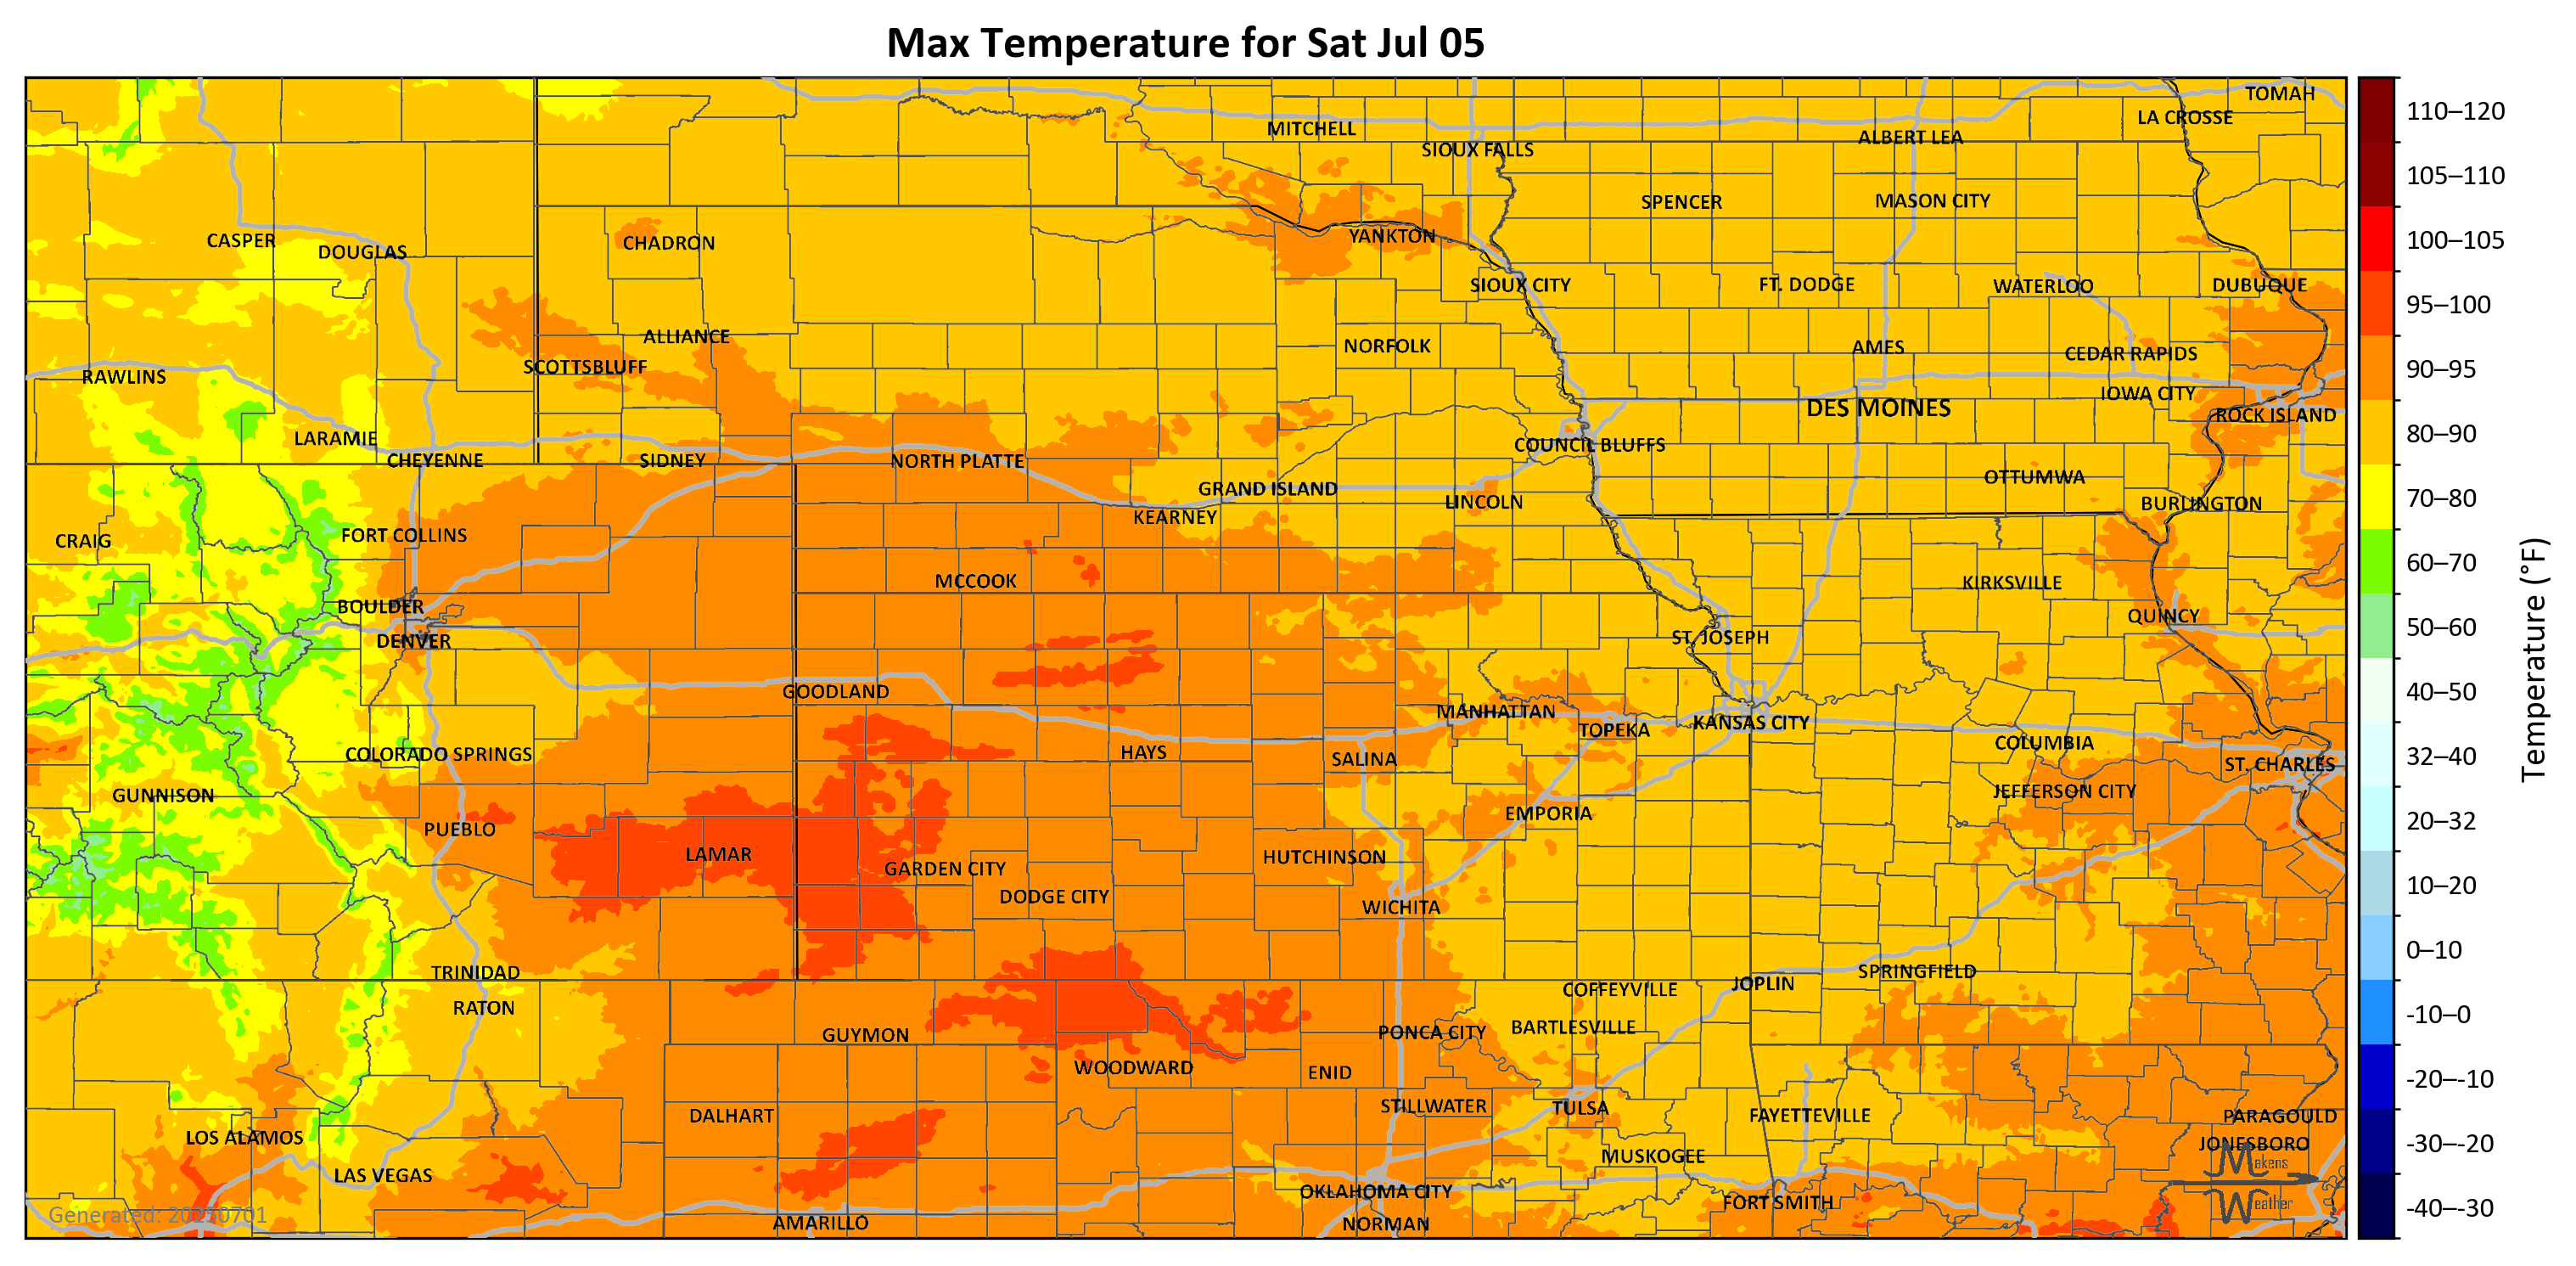 Max Temperature for Sat Jul 05
TOMAH
LA CROSSE
MITCHELL
ALBERT LEA
SIOUX FALLS
SPENCER
MASON CITY
CASPER
DOUGLAS
CHADRON
YANKTON
SIOUX CITY
FT. DODGE
WATERLOO
DUBUQUE
ALLIANCE
NORFOLK
AMES
CEDAR RAPIDS
SCOTTSBLUFF
RAWLINS
IOWA CITY
DES MOINES
ROCK ISLAND
LARAMIE
COUNCIL BLUFFS
CHEYENNE
SIDNEY
NORTH PLATTE
OTTUMWA
GRAND ISLAND
LINCOLN
BURLINGTON
KEARNEY
CRAIG
FORT COLLINS
MCCOOK
KIRKSVILLE
BOULDER
QUINCY
DENVER
ST. JOSEPH
GOODLAND
MANHATTAN
KANSAS CITY
TOPEKA
COLUMBIA
COLORADO SPRINGS
HAYS
SALINA
ST. CHARLES
GUNNISON
JEFFERSON CITY
EMPORIA
PUEBLO
LAMAR
HUTCHINSON
GARDEN CITY
DODGE CITY
WICHITA
TRINIDAD
SPRINGFIELD
JOPLIN
COFFEYVILLE
RATON
BARTLESVILLE
PONCA CITY
GUYMON
WOODWARD
ENID
STILLWATER
TULSA
DALHART
FAYETTEVILLE
PARAGOULD
LOS ALAMOS
JONESBORO
MUSKOGEE
LAS VEGAS
OKLAHOMA CITY
FORT SMITH
AMARILLO
NORMAN
Generated: 20250701
Makens
Weather
110–120
105–110
100–105
95–100
90–95
80–90
70–80
60–70
50–60
40–50
32–40
20–32
10–20
0–10
-10–0
-20–-10
-30–-20
-40–-30
Temperature (°F)